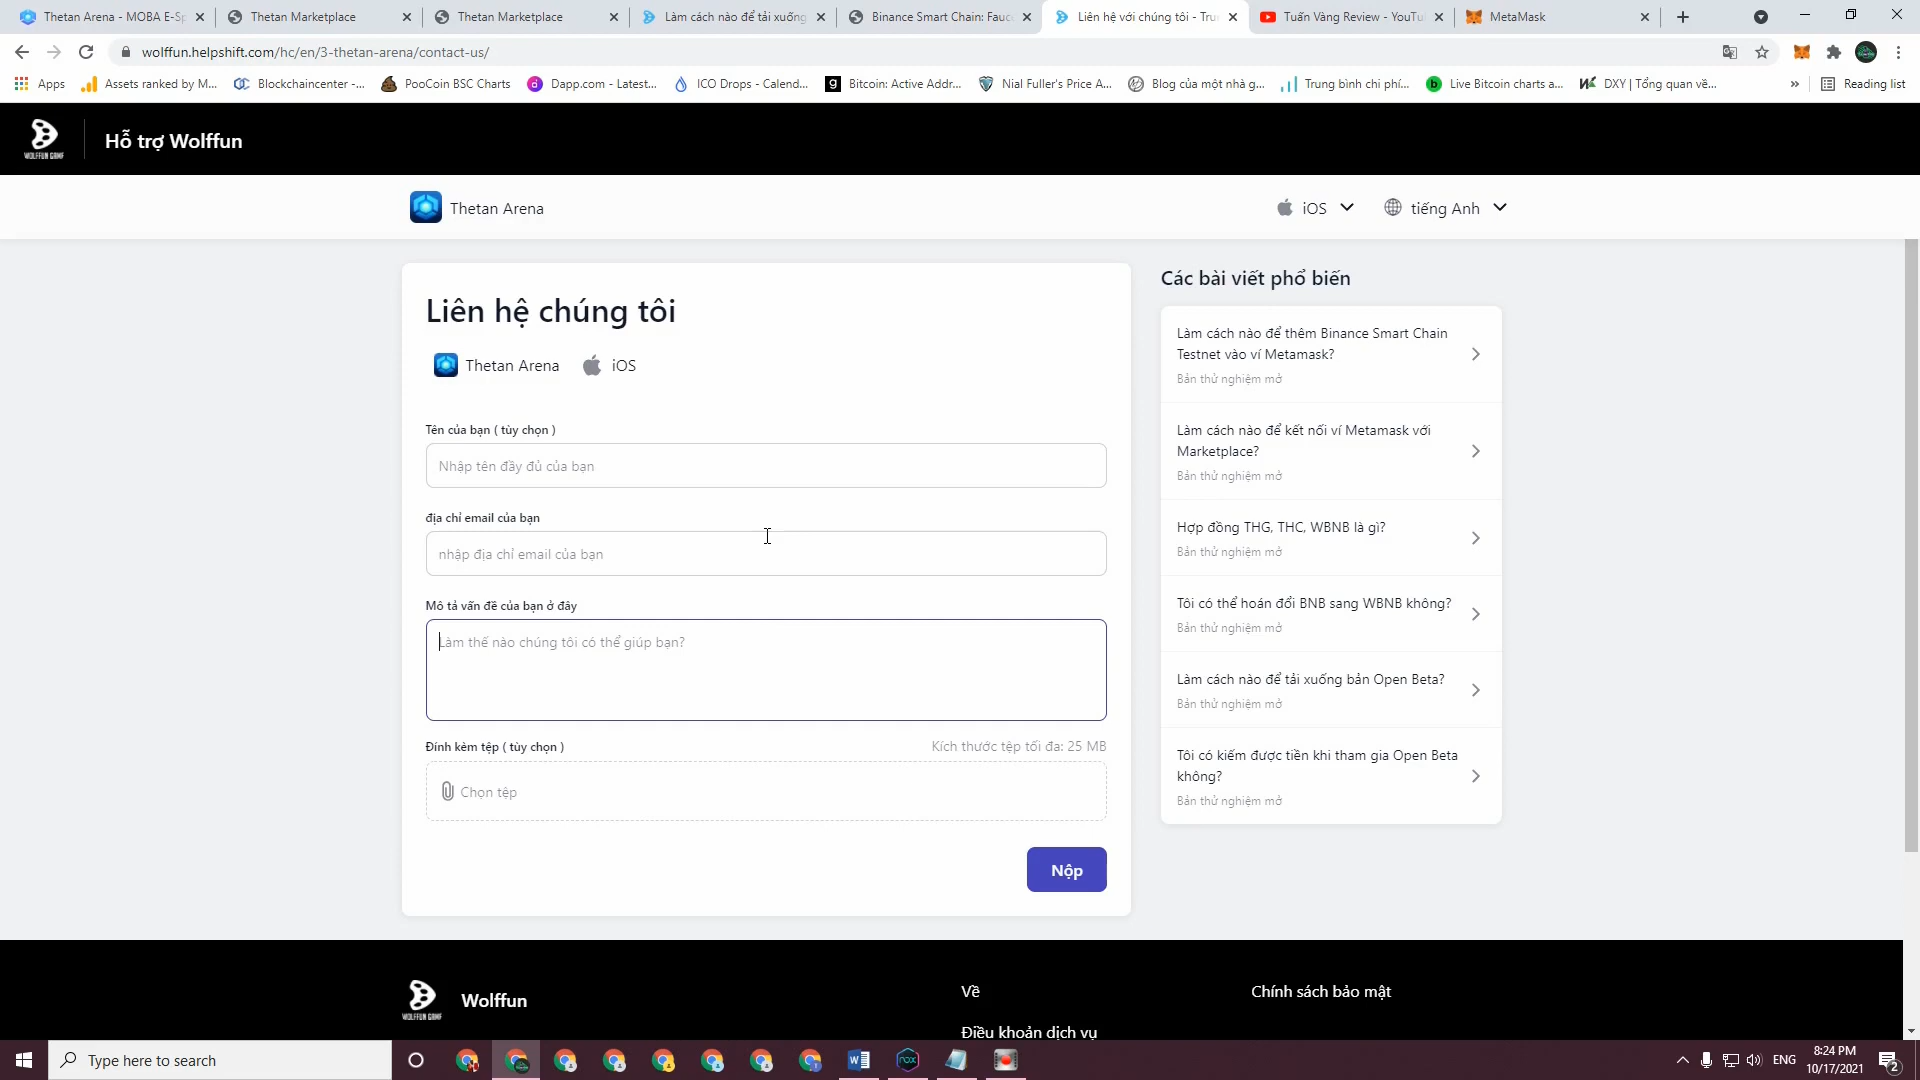 Thetan Arena - MOBA E-Sp
Thetan Marketplace
Thetan Marketplace
Làm cách nào để tải xuống
Binance Smart Chain: Fauc
Liên hệ với chúng tôi - Tru
Tuấn Vàng Review - YouTu
MetaMask
wolffun.helpshift.com/hc/en/3-thetan-arena/contact-us/
Apps
Assets ranked by M...
Blockchaincenter -...
PooCoin BSC Charts
Dapp.com - Latest...
ICO Drops - Calend...
Bitcoin: Active Addr...
Nial Fuller's Price A...
Blog của một nhà g...
Trung bình chi phí...
Live Bitcoin charts a...
DXY | Tổng quan về...
»
Reading list
WOLFFUN GAME
Hỗ trợ Wolffun
Thetan Arena
iOS
tiếng Anh
Liên hệ chúng tôi
Thetan Arena
iOS
Tên của bạn ( tùy chọn )
Nhập tên đầy đủ của bạn
địa chỉ email của bạn
nhập địa chỉ email của bạn
Mô tả vấn đề của bạn ở đây
Làm thế nào chúng tôi có thể giúp bạn?
Đính kèm tệp ( tùy chọn )
Kích thước tệp tối đa: 25 MB
Chọn tệp
Nộp
Các bài viết phổ biến
Làm cách nào để thêm Binance Smart Chain
Testnet vào ví Metamask?
Bản thử nghiệm mở
Làm cách nào để kết nối ví Metamask với
Marketplace?
Bản thử nghiệm mở
Hợp đồng THG, THC, WBNB là gì?
Bản thử nghiệm mở
Tôi có thể hoán đổi BNB sang WBNB không?
Bản thử nghiệm mở
Làm cách nào để tải xuống bản Open Beta?
Bản thử nghiệm mở
Tôi có kiếm được tiền khi tham gia Open Beta
không?
Bản thử nghiệm mở
WOLFFUN GAME
Wolffun
Về
Chính sách bảo mật
Điều khoản dịch vụ
Type here to search
nox
ENG
8:24 PM
10/17/2021
2